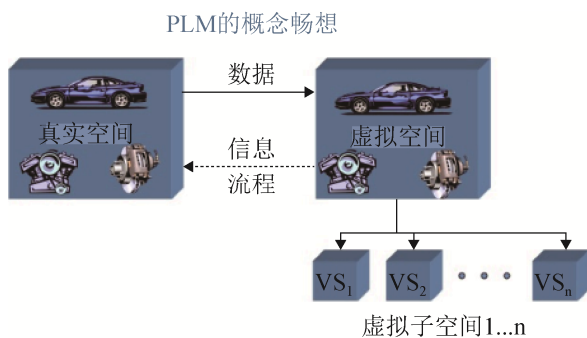 PLM的概念畅想
数据
真实空间
虚拟空间
信息
流程
VS1
VS2
VSn
虚拟子空间1...n